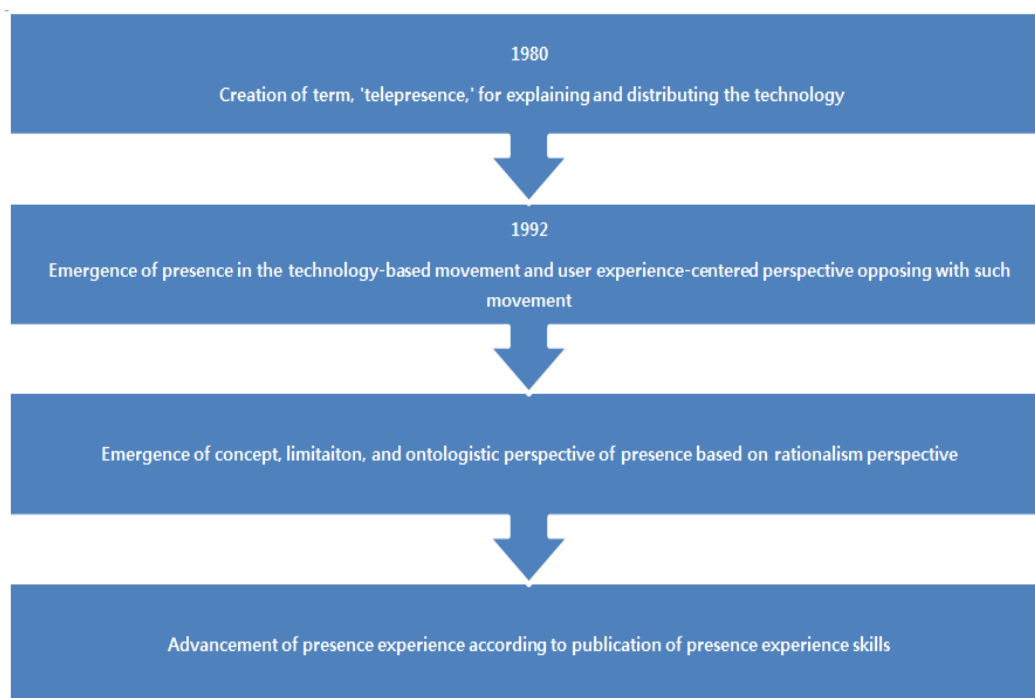 1980
Creation of term, 'telepresence,' for explaining and distributing the technology
1992
Emergence of presence in the technology-based movement and user experience-centered perspective opposing with such
movement
Emergence of concept, limitaiton, and ontologistic perspective of presence based on rationalism perspective
Advancement of presence experience according to publication of presence experience skills